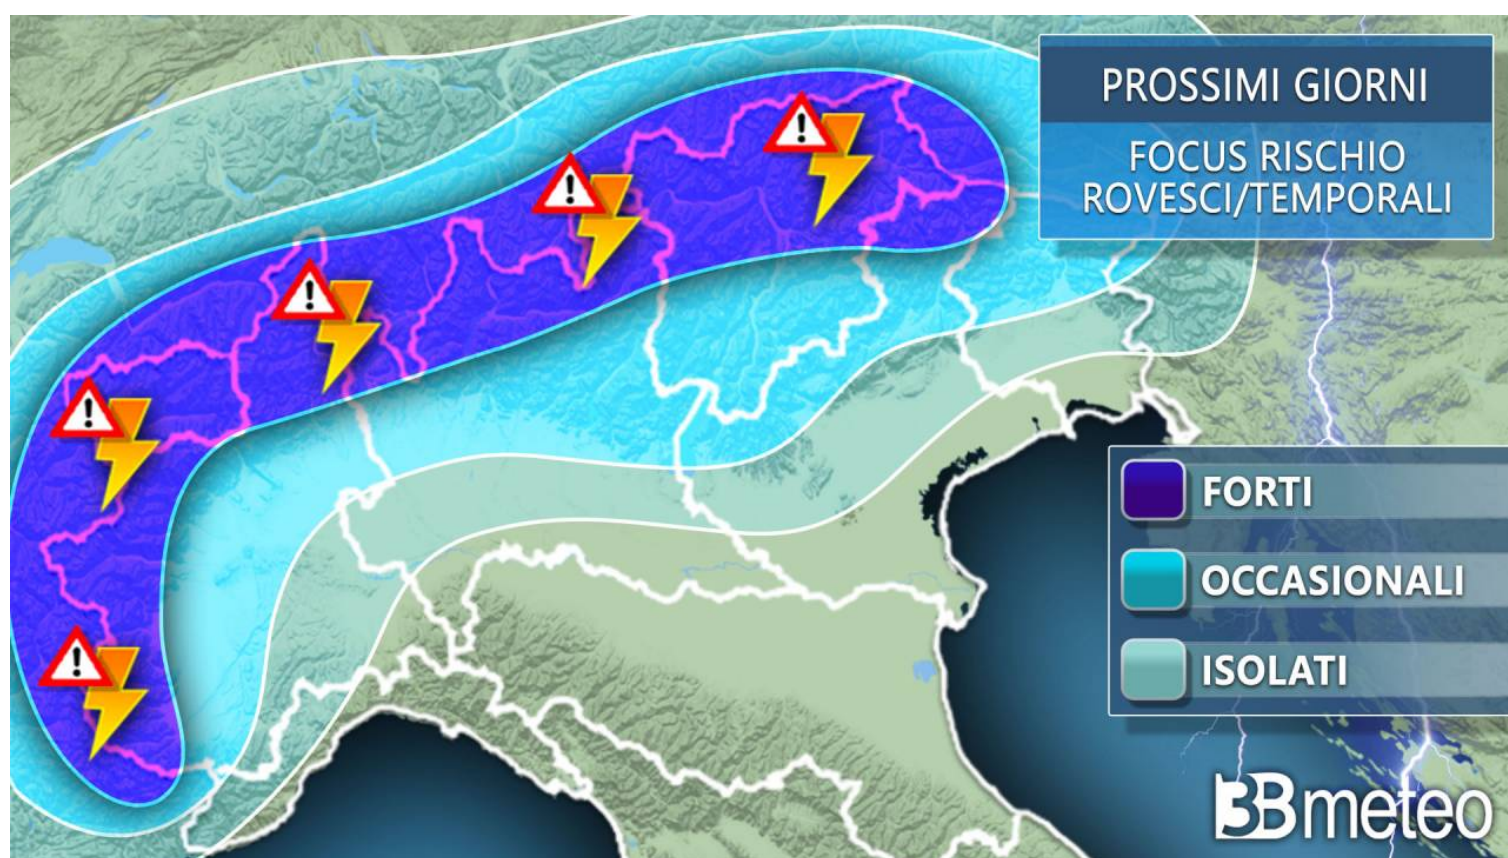 PROSSIMI GIORNI
FOCUS RISCHIO
ROVESCI/TEMPORALI
!
!
!
!
!
FORTI
OCCASIONALI
ISOLATI
3Bmeteo